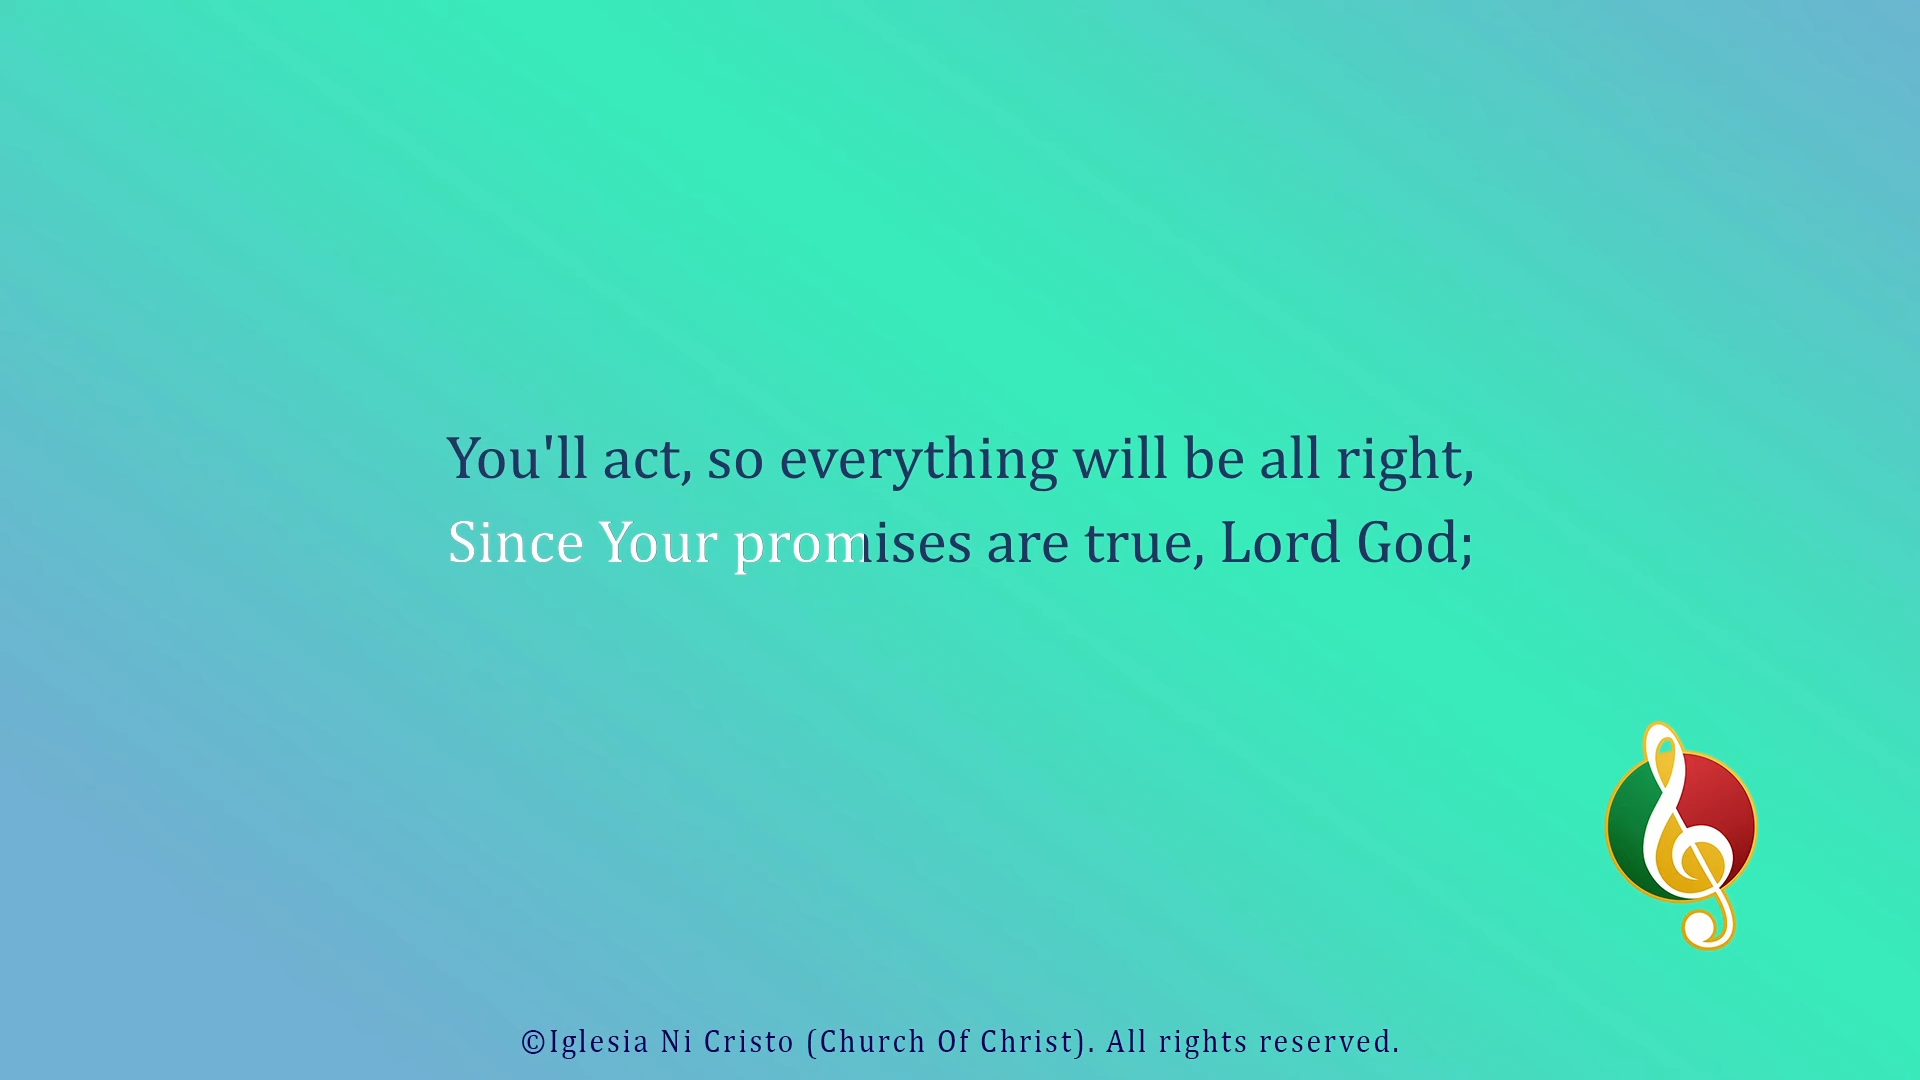 You'll act, so everything will be all right,
Since Your promises are true, Lord God;
©Iglesia Ni Cristo (Church Of Christ). All rights reserved.